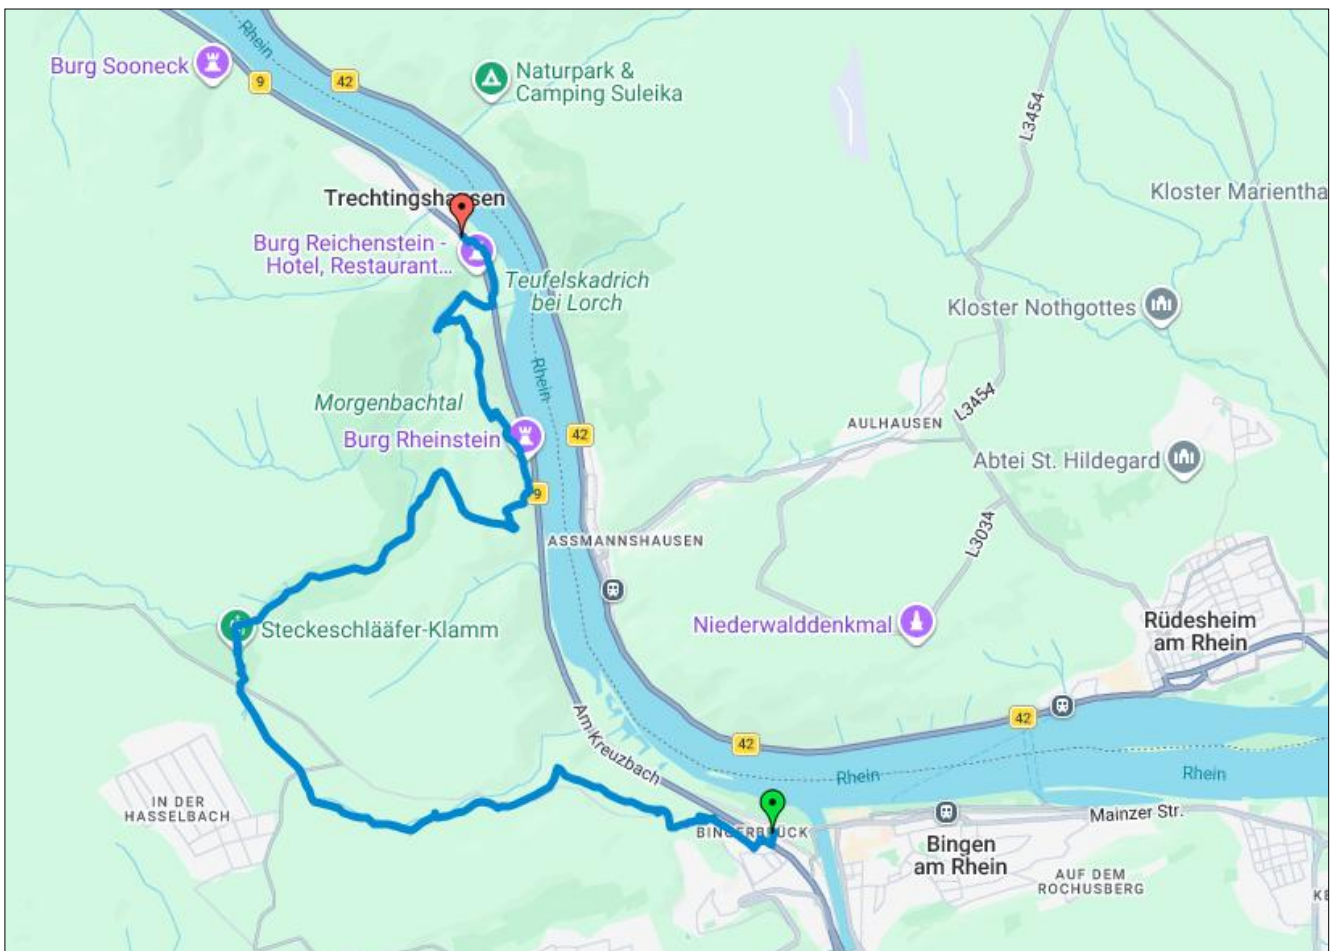 Rhein
Burg Sooneck
9
42
Naturpark &
Camping Suleika
L3454
Trechtingshausen
Kloster Marientha
Burg Reichenstein -
Hotel, Restaurant...
Teufelskadrich
bei Lorch
Kloster Nothgottes
Rhein
Morgenbachtal
L3454
AULHAUSEN
Burg Rheinstein
42
Abtei St. Hildegard
9
L3034
ASSMANNSHAUSEN
Steckeschlääfer-Klamm
Niederwalddenkmal
Rüdesheim
am Rhein
Am Kreuzbach
42
42
Rhein
Rhein
IN DER
HASSELBACH
BINGERBRÜCK
Mainzer Str.
Bingen
am Rhein
AUF DEM
ROCHUSBERG
KE